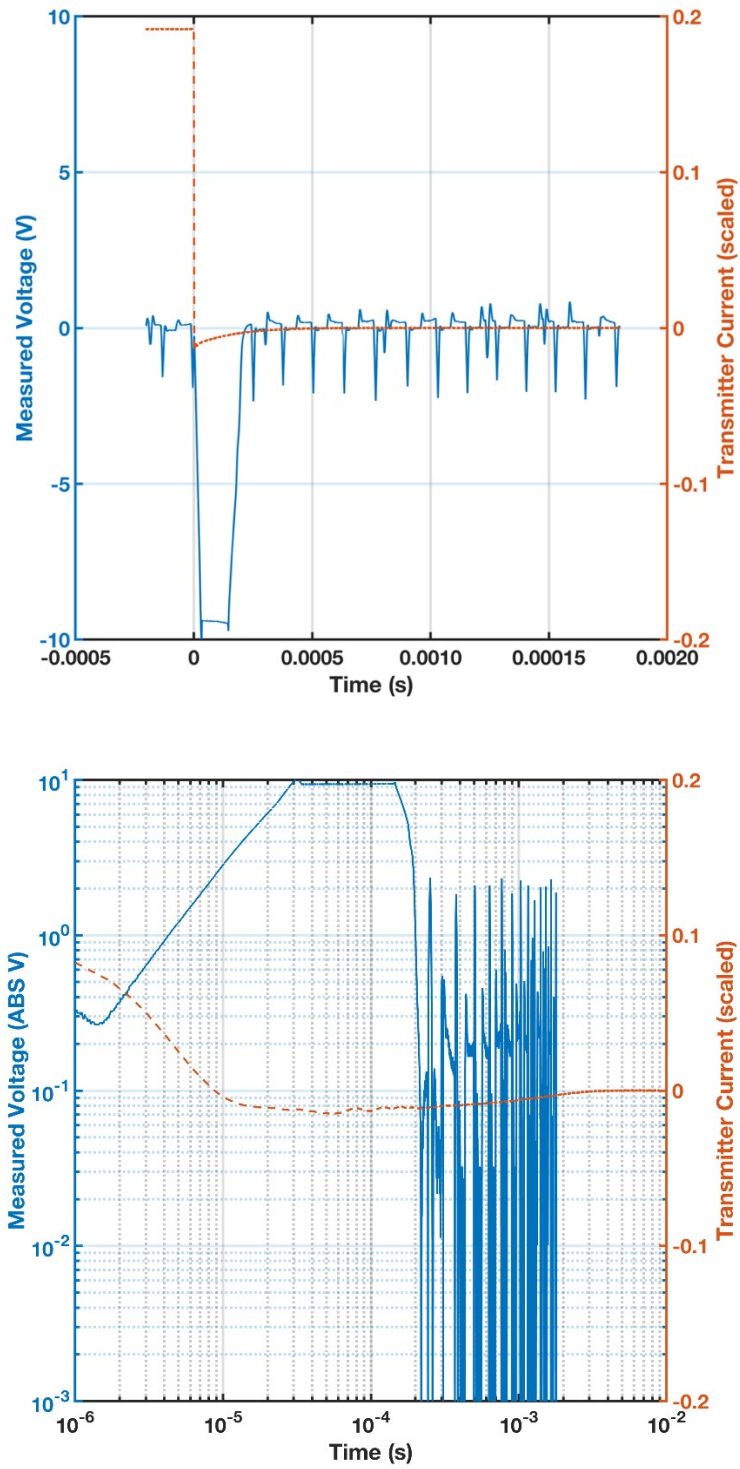 10
5
0
-5
-10
Measured Voltage (V)
0.2
0.1
0
-0.1
-0.2
Transmitter Current (scaled)
-0.0005 0 0.0005 0.0010 0.00015 0.0020
Time (s)
10^1
10^0
10^-1
10^-2
10^-3
Measured Voltage (ABS V)
0.2
0.1
0
-0.1
-0.2
Transmitter Current (scaled)
10^-6 10^-5 10^-4 10^-3 10^-2
Time (s)